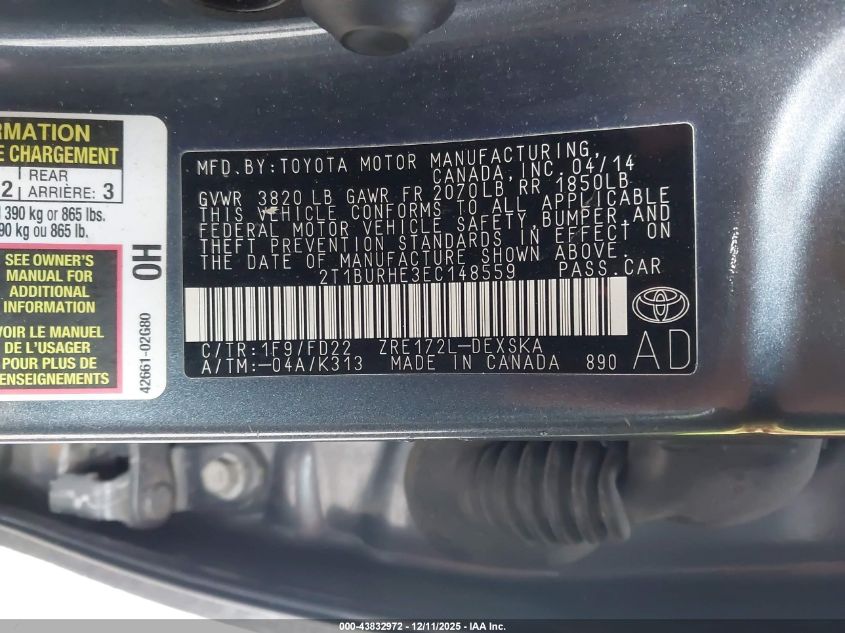 RMATION
E CHARGEMENT
2 REAR ARRIÈRE: 3
390 kg or 865 lbs.
90 kg ou 865 lb.
SEE OWNER'S
MANUAL FOR
ADDITIONAL
INFORMATION
VOIR LE MANUEL
DE L'USAGER
POUR PLUS DE
ENSEIGNEMENTS
0H
42661-02G80
MFD.BY:TOYOTA MOTOR MANUFACTURING,
CANADA, INC. 04/14
GVWR 3820 LB GAWR FR 2070LB, RR 1850LB.
THIS VEHICLE CONFORMS TO ALL APPLICABLE
FEDERAL MOTOR VEHICLE SAFETY, BUMPER, AND
THEFT PREVENTION STANDARDS IN EFFECT ON
THE DATE OF MANUFACTURE SHOWN ABOVE.
2T1BURHE3EC148559 PASS.CAR
C/TR:1F9/FD22 ZRE172L-DEXSKA
A/TM:-04A/K313 MADE IN CANADA 890
TOYOTA
AD
000-43832972 • 12/11/2025 • IAA Inc.